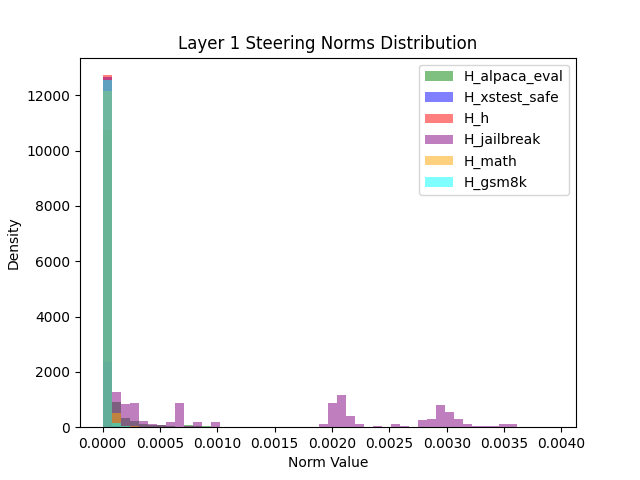 Layer 1 Steering Norms Distribution
H_alpaca_eval
H_xstest_safe
H_h
H_jailbreak
H_math
H_gsm8k
Density
12000
10000
8000
6000
4000
2000
0
0.0000 0.0005 0.0010 0.0015 0.0020 0.0025 0.0030 0.0035 0.0040
Norm Value